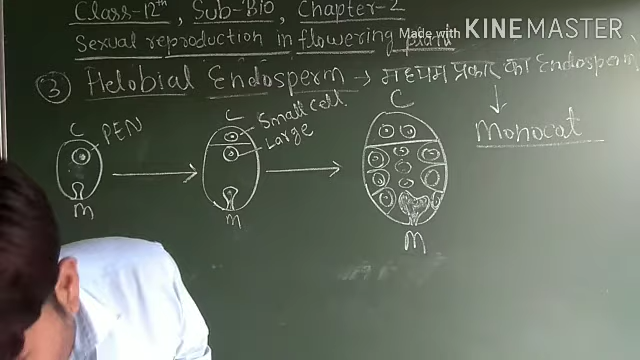 Class-12th, Sub-Bio, Chapter-2
Made with KINEMASTER
Sexual reproduction in flowering plant
③ Helobial Endosperm → मध्यम प्रकार का Endosperm
Monocot
C
PEN
m
C
Small cell
Large
m
C
m